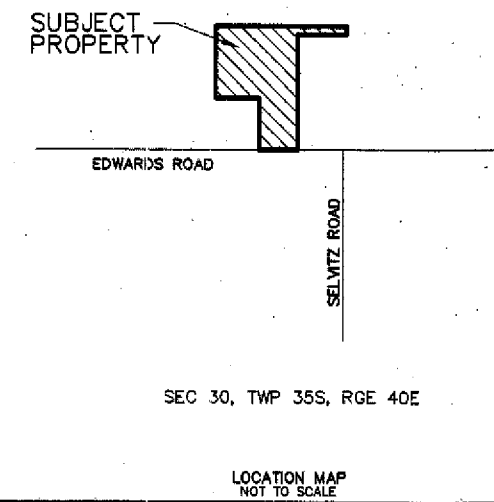 SUBJECT
PROPERTY
EDWARDS ROAD
SELVITZ ROAD
SEC 30, TWP 35S, RGE 40E
LOCATION MAP
NOT TO SCALE